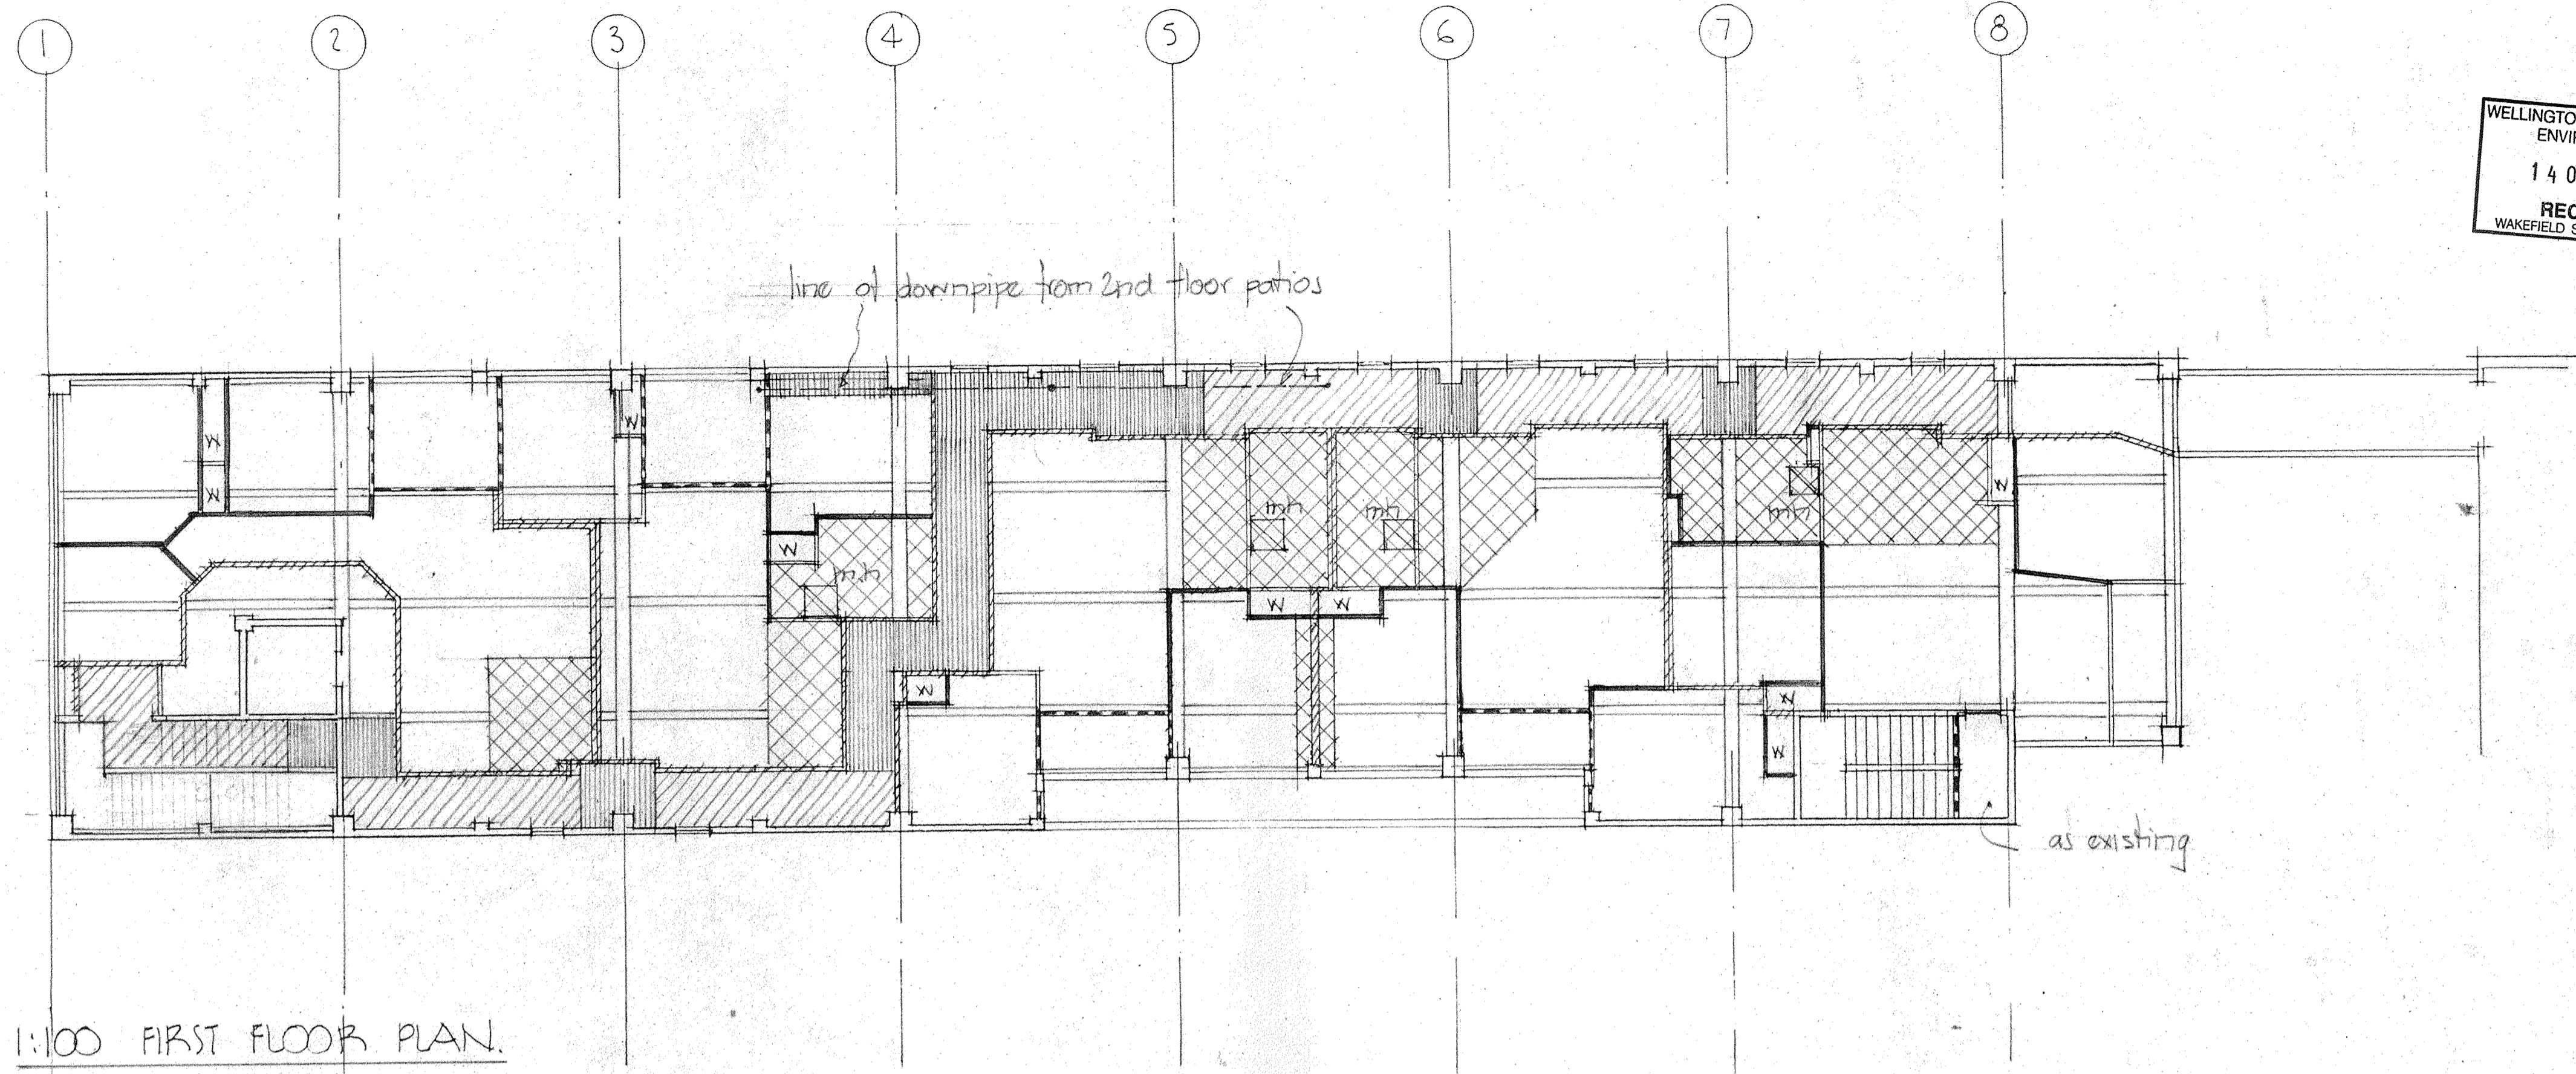 1 2 3 4 5 6 7 8
WELLINGTO
ENVI
1 4 0
REC
WAKEFIELD S
line of downpipe from 2nd floor patios
W
W
W
W
W
W
W
W
W
W
mh
mh
mh
mh
as existing
1:100 FIRST FLOOR PLAN.